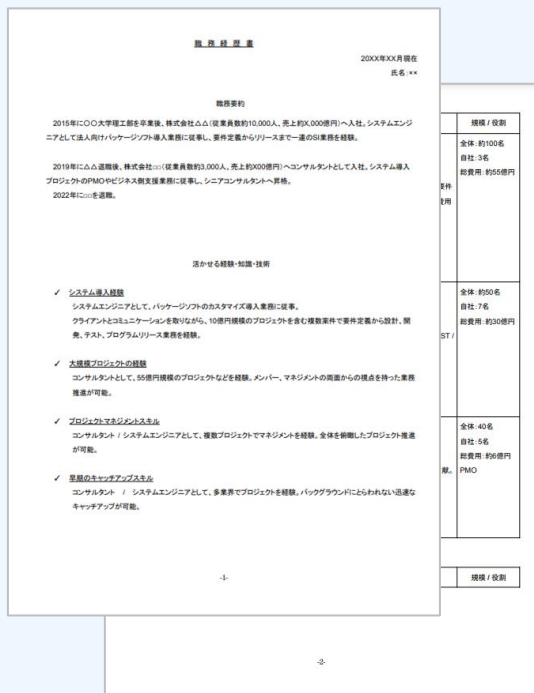 職 務 経 歴 書
20XX年XX月現在
氏名:××
職務要約
2015年に〇〇大学理工部を卒業後、株式会社△△(従業員数約10,000人、売上約X,000億円)へ入社。システムエンジ
ニアとして法人向けパッケージソフト導入業務に従事し、要件定義からリリースまで一連のSI業務を経験。
2019年に△△退職後、株式会社□□(従業員数約3,000人、売上約X00億円)へコンサルタントとして入社。システム導入
プロジェクトのPMOやビジネス側支援業務に従事し、シニアコンサルタントへ昇格。
2022年に□□を退職。
活かせる経験・知識・技術
✓ システム導入経験
システムエンジニアとして、パッケージソフトのカスタマイズ導入業務に従事。
クライアントとコミュニケーションを取りながら、10億円規模のプロジェクトを含む複数案件で要件定義から設計、開
発、テスト、プログラムリリース業務を経験。
✓ 大規模プロジェクトの経験
コンサルタントとして、55億円規模のプロジェクトなどを経験。メンバー、マネジメントの両面からの視点を持った業務
推進が可能。
✓ プロジェクトマネジメントスキル
コンサルタント / システムエンジニアとして、複数プロジェクトでマネジメントを経験。全体を俯瞰したプロジェクト推進
が可能。
✓ 早期のキャッチアップスキル
コンサルタント / システムエンジニアとして、多業界でプロジェクトを経験。バックグラウンドにとらわれない迅速な
キャッチアップが可能。
-1-
規模 / 役割
全体:約100名
自社:3名
総費用:約55億円
要件
費用
全体:約50名
自社:7名
総費用:約30億円
ST /
全体:40名
自社:5名
総費用:約6億円
献。 PMO
規模 / 役割
-2-